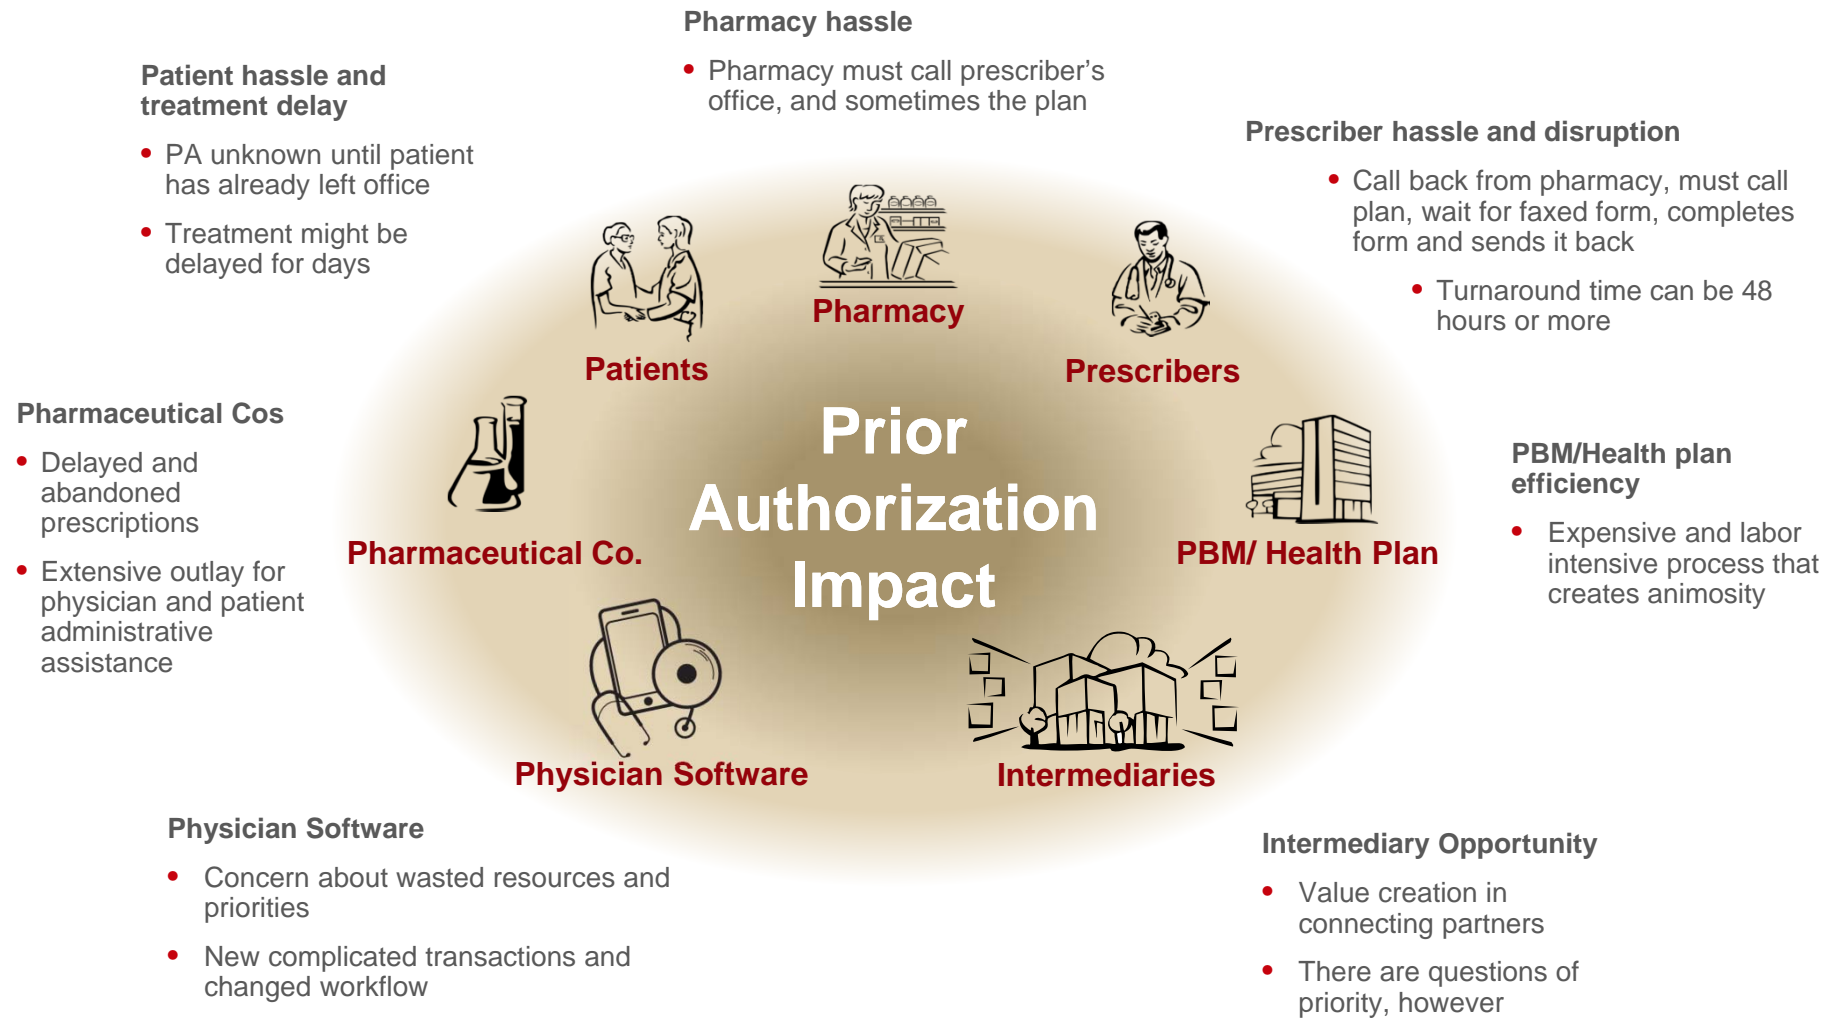 Pharmacy hassle
• Pharmacy must call prescriber's
office, and sometimes the plan
Patient hassle and
treatment delay
• PA unknown until patient
has already left office
• Treatment might be
delayed for days
Prescriber hassle and disruption
• Call back from pharmacy, must call
plan, wait for faxed form, completes
form and sends it back
• Turnaround time can be 48
hours or more
Pharmacy
Patients
Prescribers
Pharmaceutical Cos
• Delayed and
abandoned
prescriptions
• Extensive outlay for
physician and patient
administrative
assistance
Pharmaceutical Co.
Prior
Authorization
Impact
PBM/ Health Plan
PBM/Health plan
efficiency
• Expensive and labor
intensive process that
creates animosity
Physician Software
Intermediaries
Physician Software
• Concern about wasted resources and
priorities
• New complicated transactions and
changed workflow
Intermediary Opportunity
• Value creation in
connecting partners
• There are questions of
priority, however